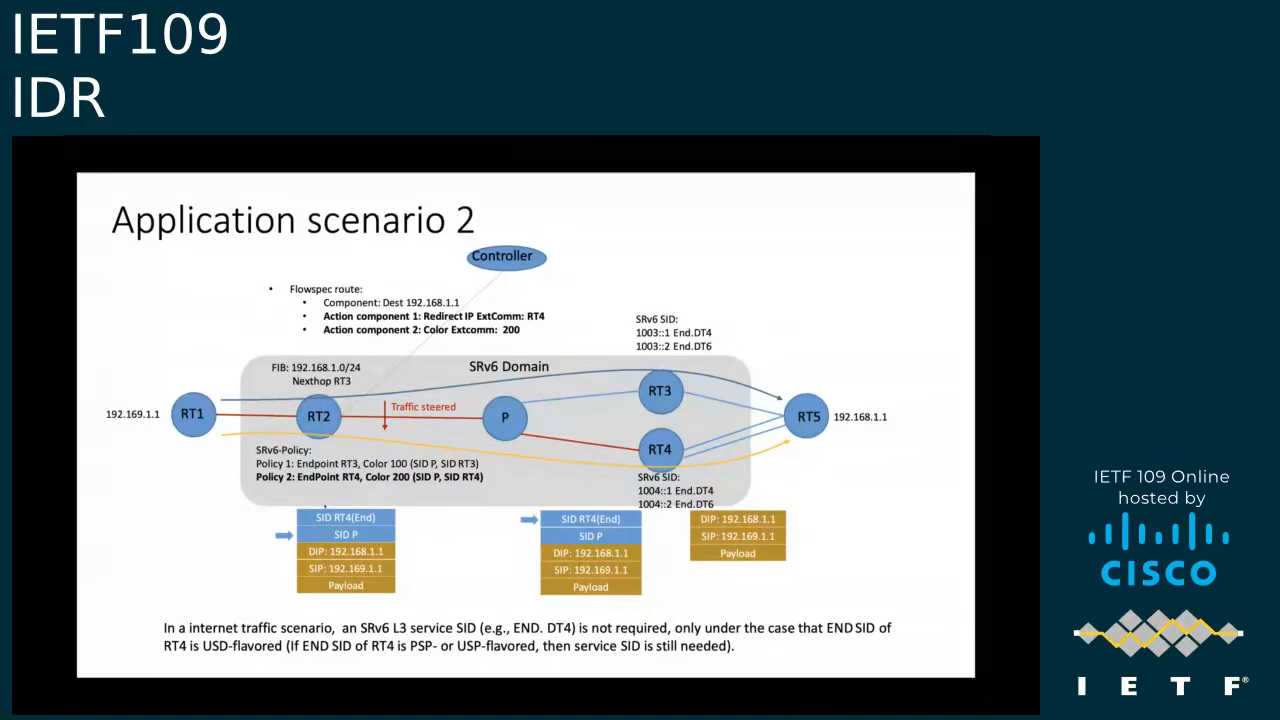 IETF109
IDR
Application scenario 2
Controller
• Flowspec route:
• Component: Dest 192.168.1.1
• Action component 1: Redirect IP ExtComm: RT4
• Action component 2: Color Extcomm: 200
SRv6 SID:
1003::1 End.DT4
1003::2 End.DT6
FIB: 192.168.1.0/24
Nexthop RT3
SRv6 Domain
192.169.1.1
RT1
RT2
Traffic steered
P
RT3
RT4
RT5
192.168.1.1
SRv6-Policy:
Policy 1: Endpoint RT3, Color 100 (SID P, SID RT3)
Policy 2: EndPoint RT4, Color 200 (SID P, SID RT4)
SRv6 SID:
1004::1 End.DT4
1004::2 End.DT6
SID RT4(End)
SID P
DIP: 192.168.1.1
SIP: 192.169.1.1
Payload
SID RT4(End)
SID P
DIP: 192.168.1.1
SIP: 192.169.1.1
Payload
DIP: 192.168.1.1
SIP: 192.169.1.1
Payload
In a internet traffic scenario, an SRv6 L3 service SID (e.g., END. DT4) is not required, only under the case that END SID of
RT4 is USD-flavored (If END SID of RT4 is PSP- or USP-flavored, then service SID is still needed).
IETF 109 Online
hosted by
CISCO
I E T F®